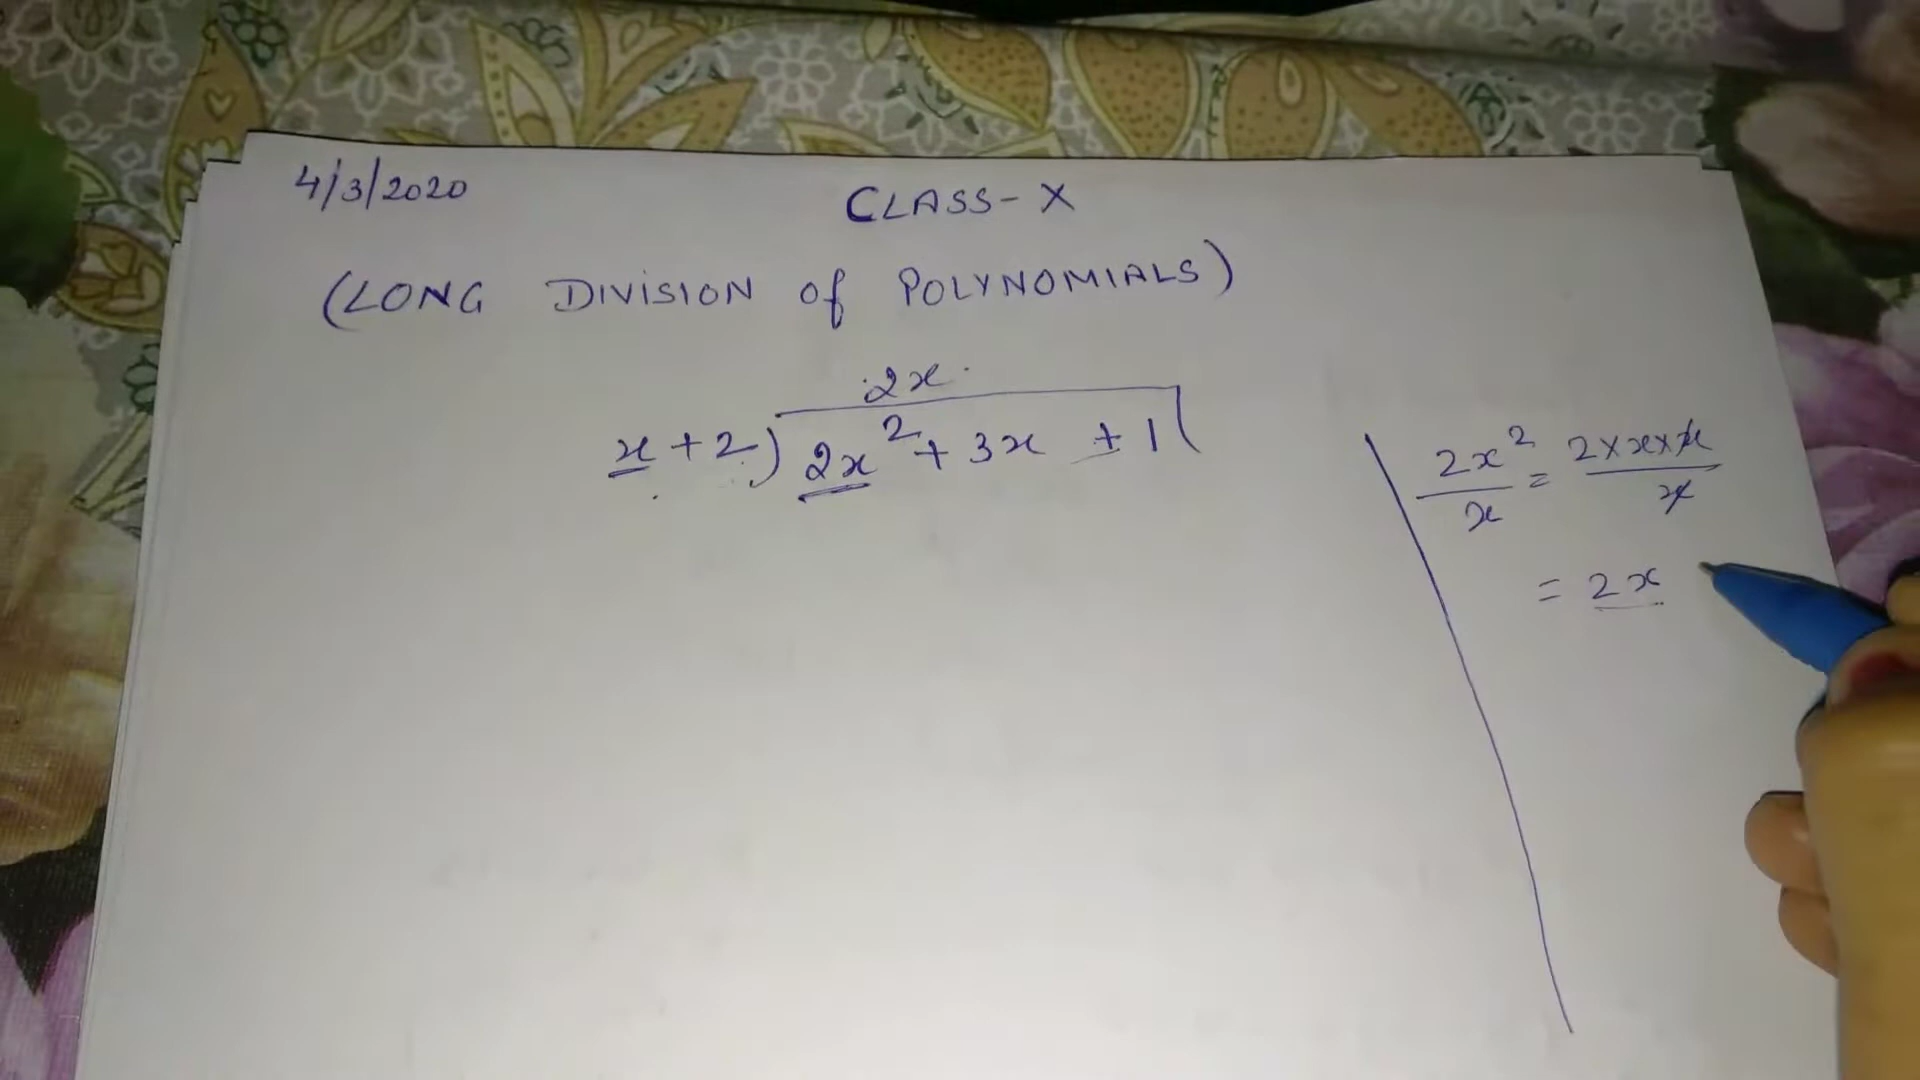 4/3/2020
CLASS-X
(LONG DIVISION of POLYNOMIALS)
2x
x+2)2x²+3x+1(
2x²/x = 2×x×x/x
= 2x